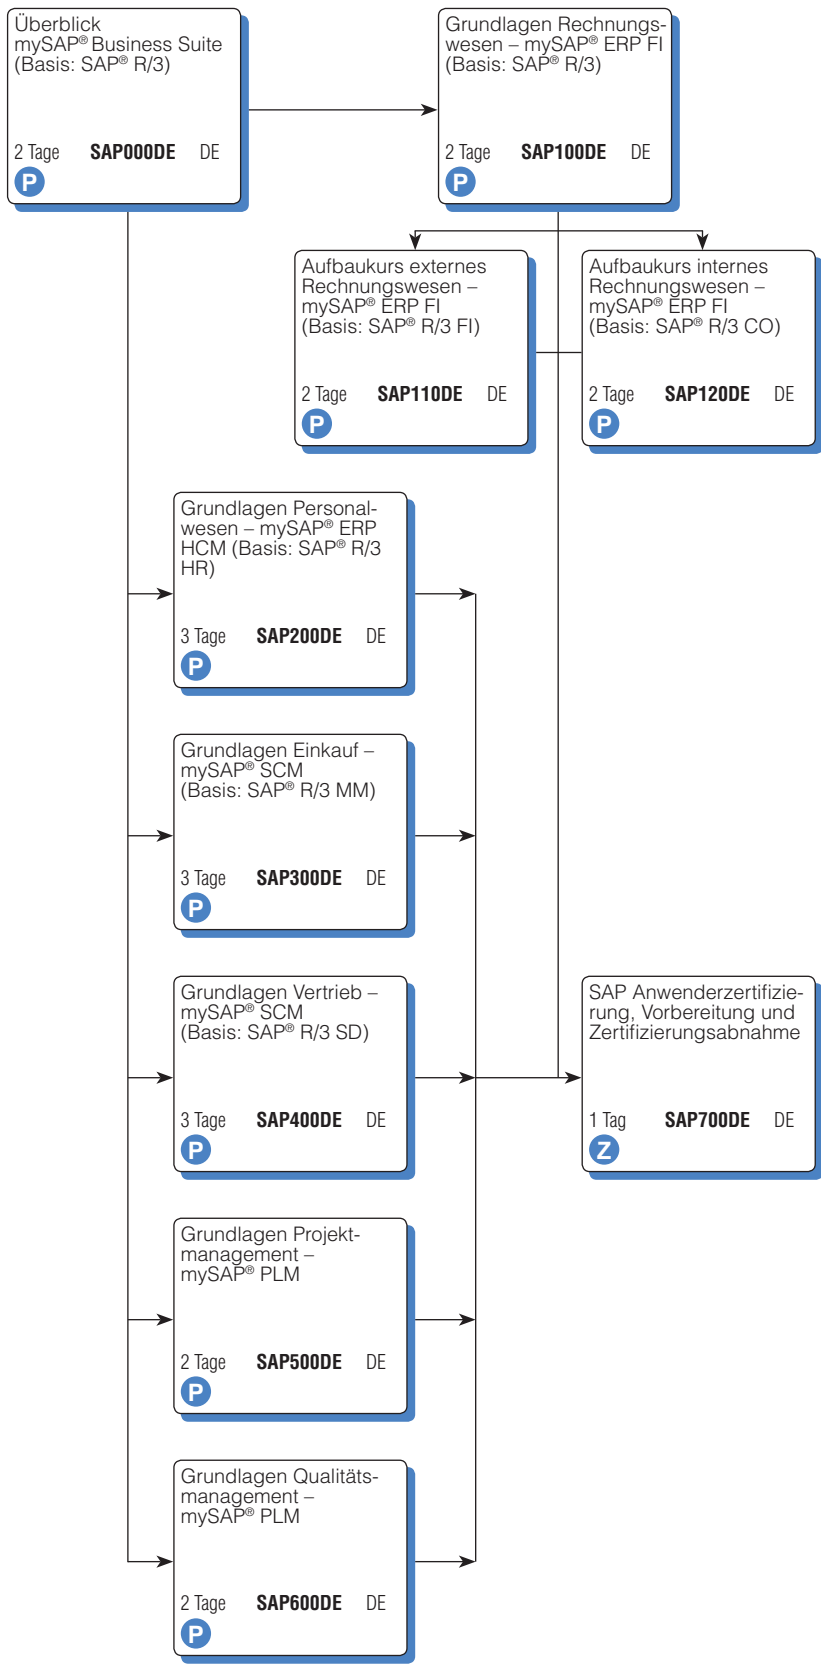 Überblick
mySAP® Business Suite
(Basis: SAP® R/3)
2 Tage SAP000DE DE
P
Grundlagen Rechnungs-
wesen – mySAP® ERP FI
(Basis: SAP® R/3)
2 Tage SAP100DE DE
P
Aufbaukurs externes
Rechnungswesen –
mySAP® ERP FI
(Basis: SAP® R/3 FI)
2 Tage SAP110DE DE
P
Aufbaukurs internes
Rechnungswesen –
mySAP® ERP FI
(Basis: SAP® R/3 CO)
2 Tage SAP120DE DE
P
Grundlagen Personal-
wesen – mySAP® ERP
HCM (Basis: SAP® R/3
HR)
3 Tage SAP200DE DE
P
Grundlagen Einkauf –
mySAP® SCM
(Basis: SAP® R/3 MM)
3 Tage SAP300DE DE
P
Grundlagen Vertrieb –
mySAP® SCM
(Basis: SAP® R/3 SD)
3 Tage SAP400DE DE
P
SAP Anwenderzertifizie-
rung, Vorbereitung und
Zertifizierungsabnahme
1 Tag SAP700DE DE
Z
Grundlagen Projekt-
management –
mySAP® PLM
2 Tage SAP500DE DE
P
Grundlagen Qualitäts-
management –
mySAP® PLM
2 Tage SAP600DE DE
P